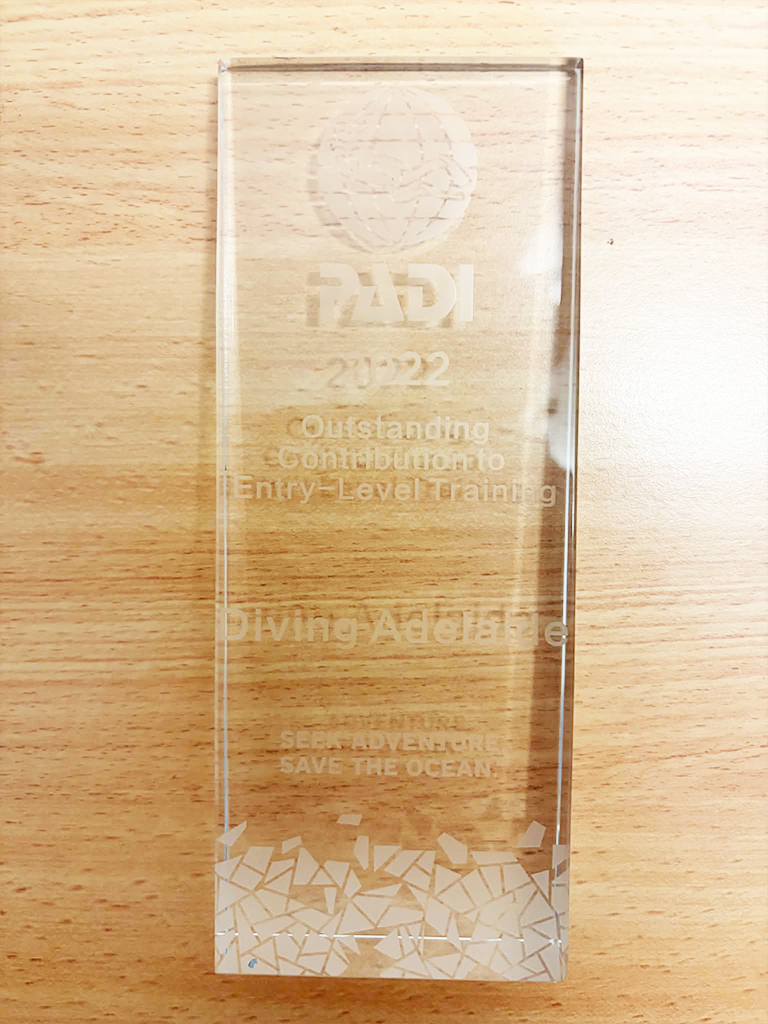 PADI
2022
Outstanding
Contribution to
Entry-Level Training
Diving Adelaide
SEEK ADVENTURE
SAVE THE OCEAN